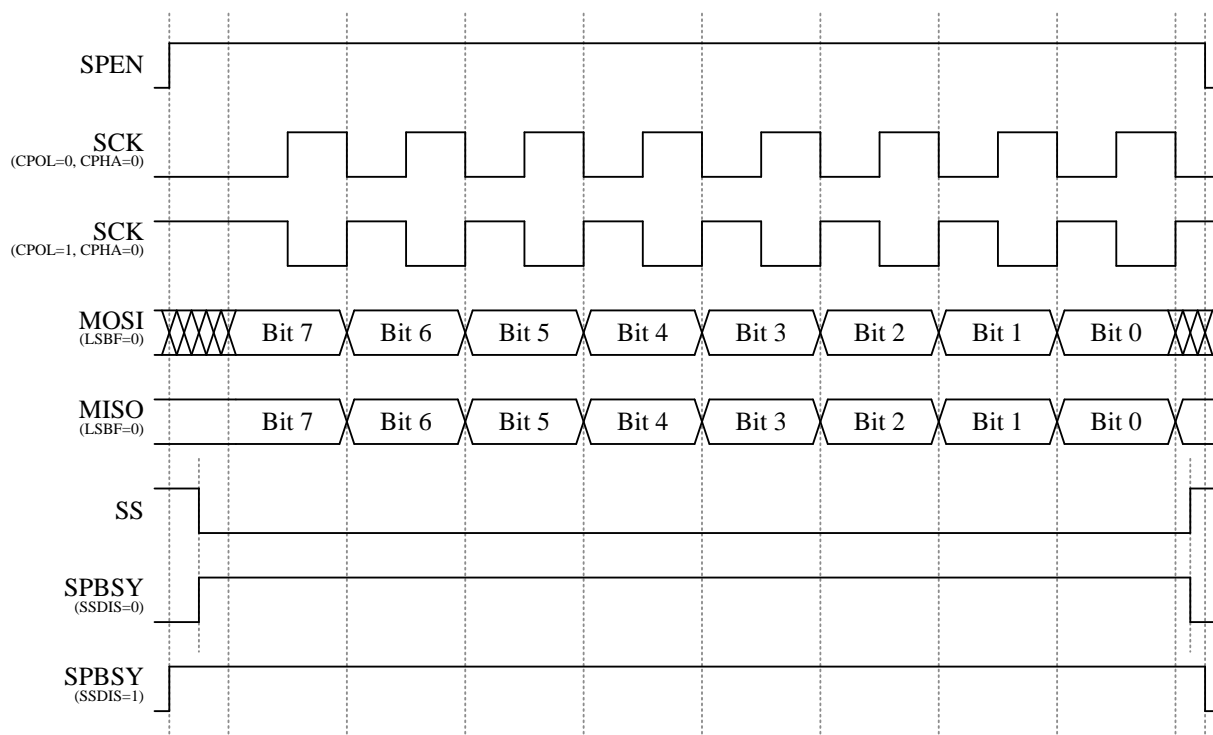 SPEN
SCK
(CPOL=0, CPHA=0)
SCK
(CPOL=1, CPHA=0)
MOSI
(LSBF=0)
Bit 7 Bit 6 Bit 5 Bit 4 Bit 3 Bit 2 Bit 1 Bit 0
MISO
(LSBF=0)
Bit 7 Bit 6 Bit 5 Bit 4 Bit 3 Bit 2 Bit 1 Bit 0
SS
SPBSY
(SSDIS=0)
SPBSY
(SSDIS=1)